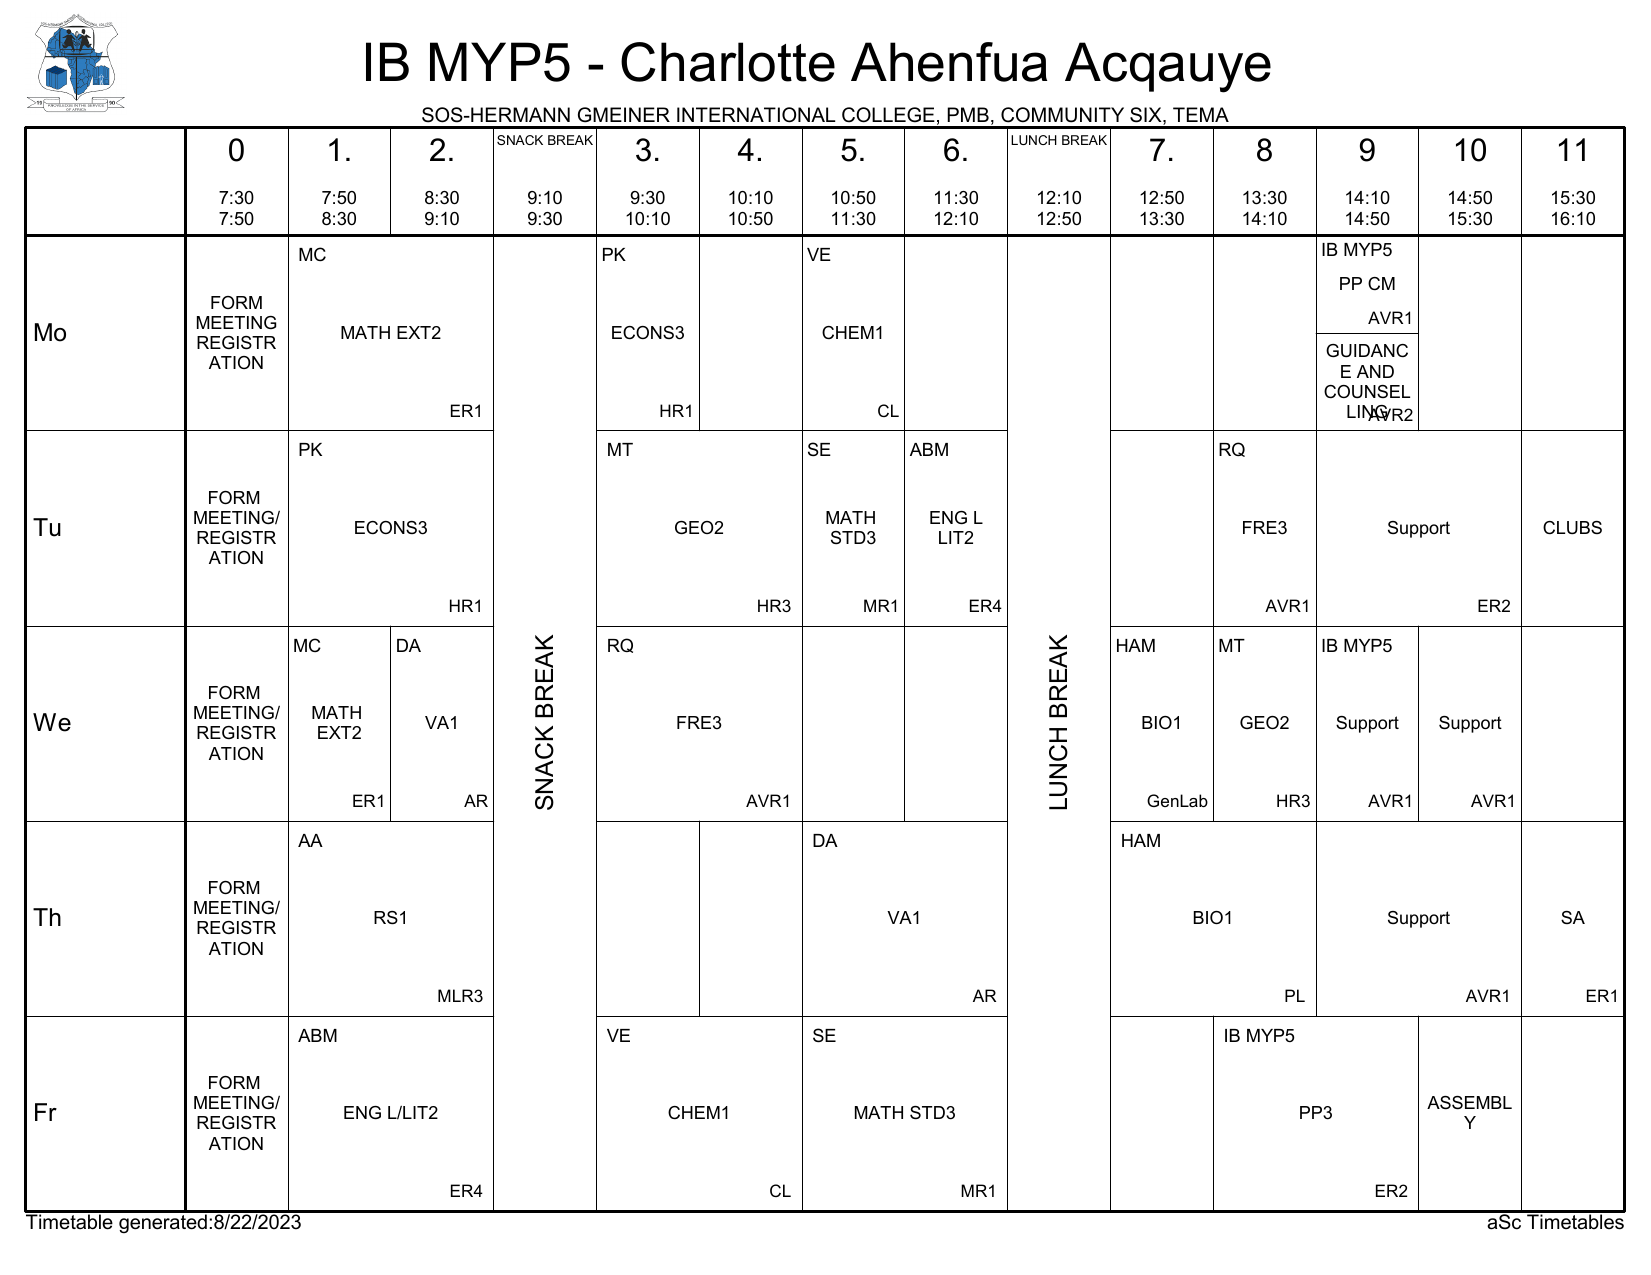 IB MYP5 - Charlotte Ahenfua Acqauye
SOS-HERMANN GMEINER INTERNATIONAL COLLEGE, PMB, COMMUNITY SIX, TEMA
0 1. 2. SNACK BREAK 3. 4. 5. 6. LUNCH BREAK 7. 8 9 10 11
7:30 7:50 8:30 9:10 9:30 10:10 10:50 11:30 12:10 12:50 13:30 14:10 14:50 15:30
7:50 8:30 9:10 9:30 10:10 10:50 11:30 12:10 12:50 13:30 14:10 14:50 15:30 16:10
Mo
FORM
MEETING
REGISTR
ATION
MC
MATH EXT2
ER1
PK
ECONS3
HR1
VE
CHEM1
CL
IB MYP5
PP CM
AVR1
GUIDANC
E AND
COUNSEL
LING
AVR2
Tu
FORM
MEETING/
REGISTR
ATION
PK
ECONS3
HR1
MT
GEO2
HR3
SE
MATH
STD3
MR1
ABM
ENG L
LIT2
ER4
RQ
FRE3
AVR1
Support
ER2
CLUBS
We
FORM
MEETING/
REGISTR
ATION
MC
MATH
EXT2
ER1
DA
VA1
AR
SNACK BREAK
RQ
FRE3
AVR1
LUNCH BREAK
HAM
BIO1
GenLab
MT
GEO2
HR3
IB MYP5
Support
AVR1
Support
AVR1
Th
FORM
MEETING/
REGISTR
ATION
AA
RS1
MLR3
DA
VA1
AR
HAM
BIO1
PL
Support
AVR1
SA
ER1
Fr
FORM
MEETING/
REGISTR
ATION
ABM
ENG L/LIT2
ER4
VE
CHEM1
CL
SE
MATH STD3
MR1
IB MYP5
PP3
ER2
ASSEMBL
Y
Timetable generated:8/22/2023
aSc Timetables